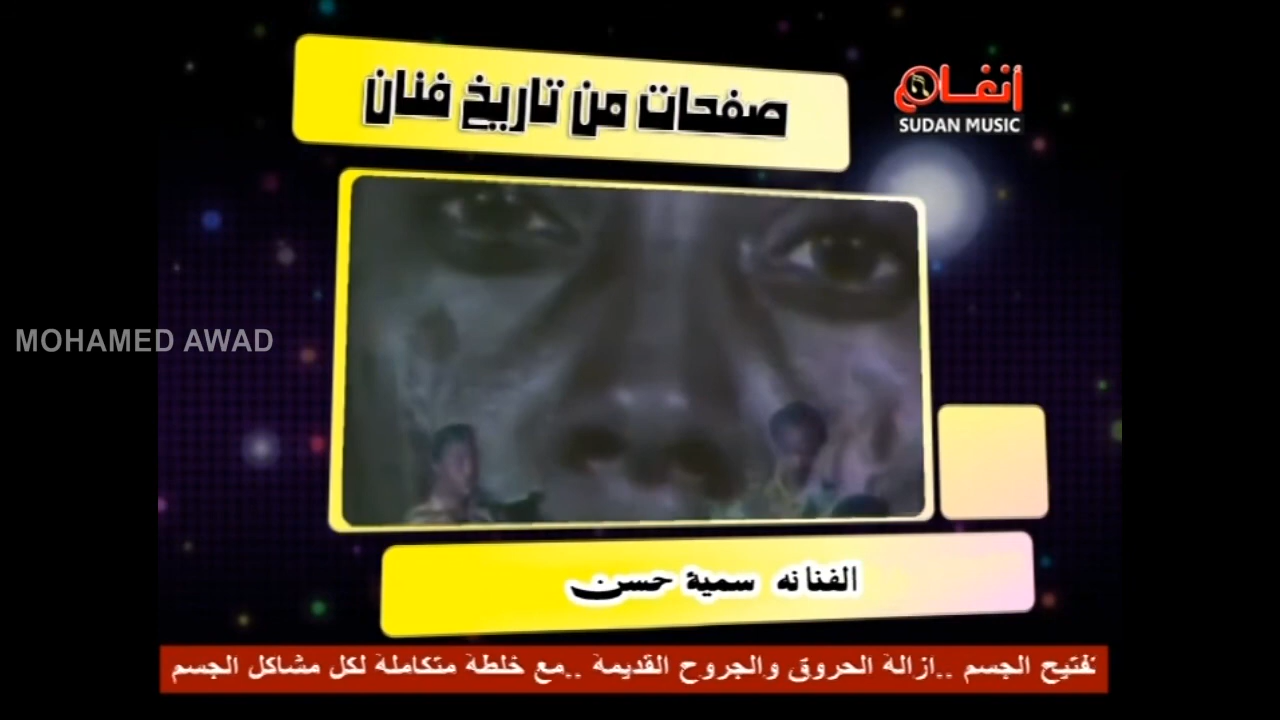 صفحات من تاريخ فنان
أنغام
SUDAN MUSIC
MOHAMED AWAD
الفنانه سمية حسن
تفتيح الجسم ..ازالة الحروق والجروح القديمة ..مع خلطة متكاملة لكل مشاكل الجسم